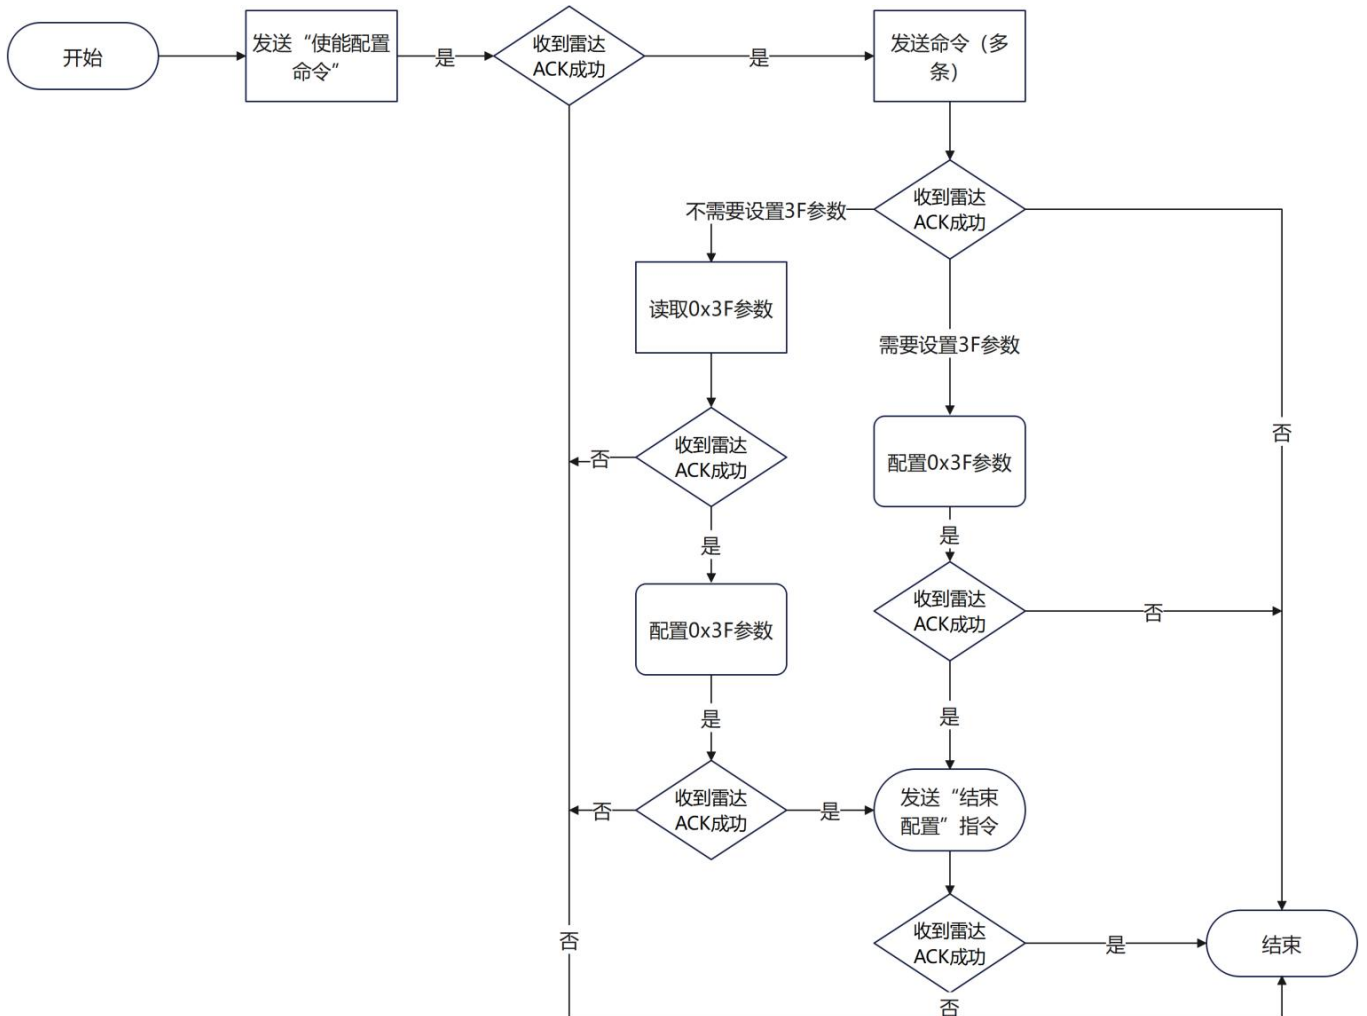 开始
发送“使能配置
命令”
是
收到雷达
ACK成功
是
发送命令（多
条）
收到雷达
ACK成功
不需要设置3F参数
读取0x3F参数
需要设置3F参数
否
收到雷达
ACK成功
否
配置0x3F参数
是
是
配置0x3F参数
收到雷达
ACK成功
否
是
是
收到雷达
ACK成功
否
是
发送“结束
配置”指令
否
收到雷达
ACK成功
是
结束
否